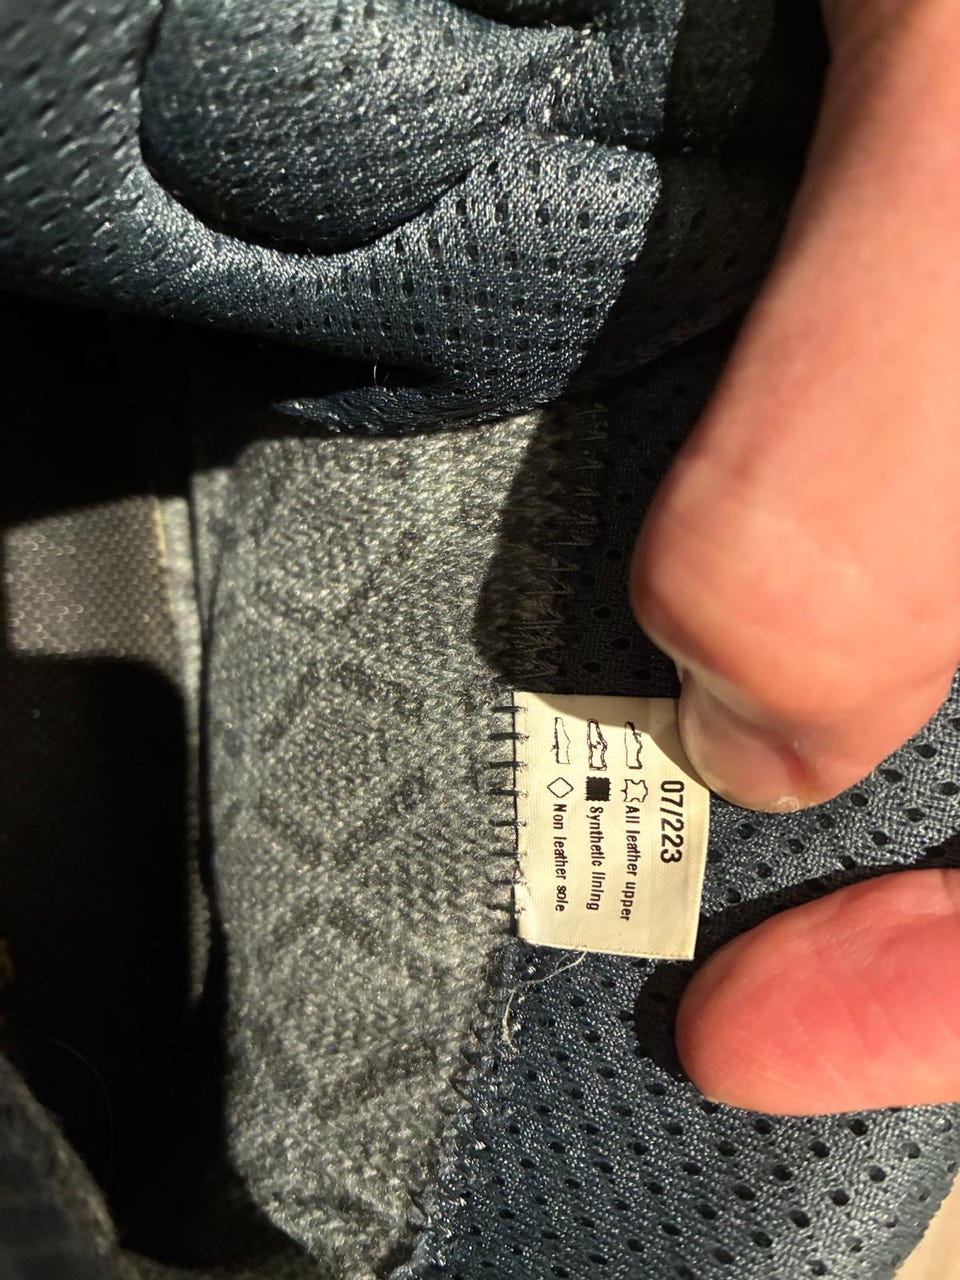 07/223
All leather upper
Synthetic lining
Non leather sole